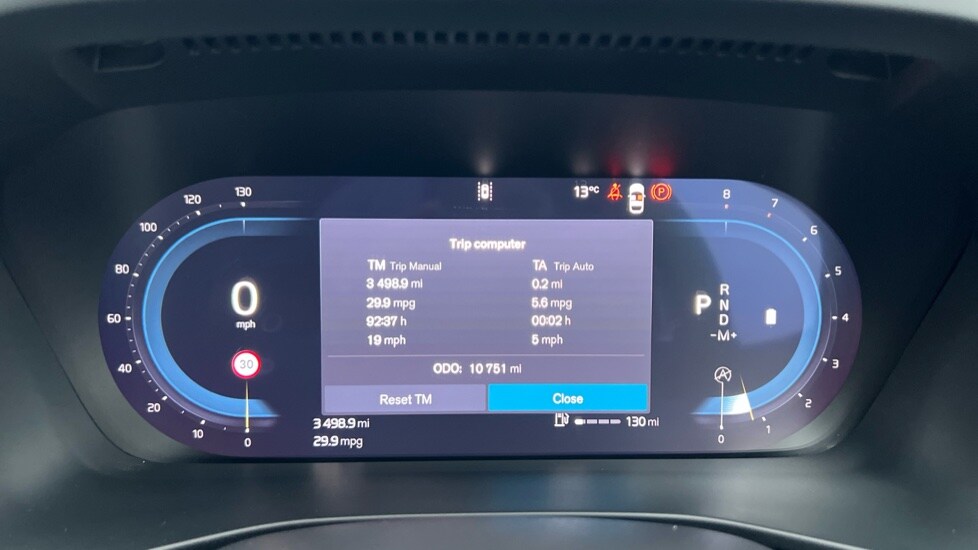 130
120
100
80
60
40
20
10
0
0
mph
30
13°C
P
Trip computer
TM Trip Manual
TA Trip Auto
3 498.9 mi
0.2 mi
29.9 mpg
5.6 mpg
92:37 h
00:02 h
19 mph
5 mph
ODO: 10 751 mi
Reset TM
Close
3 498.9 mi
29.9 mpg
130 mi
8
7
6
5
4
3
2
1
0
P
R
N
D
-M+
A